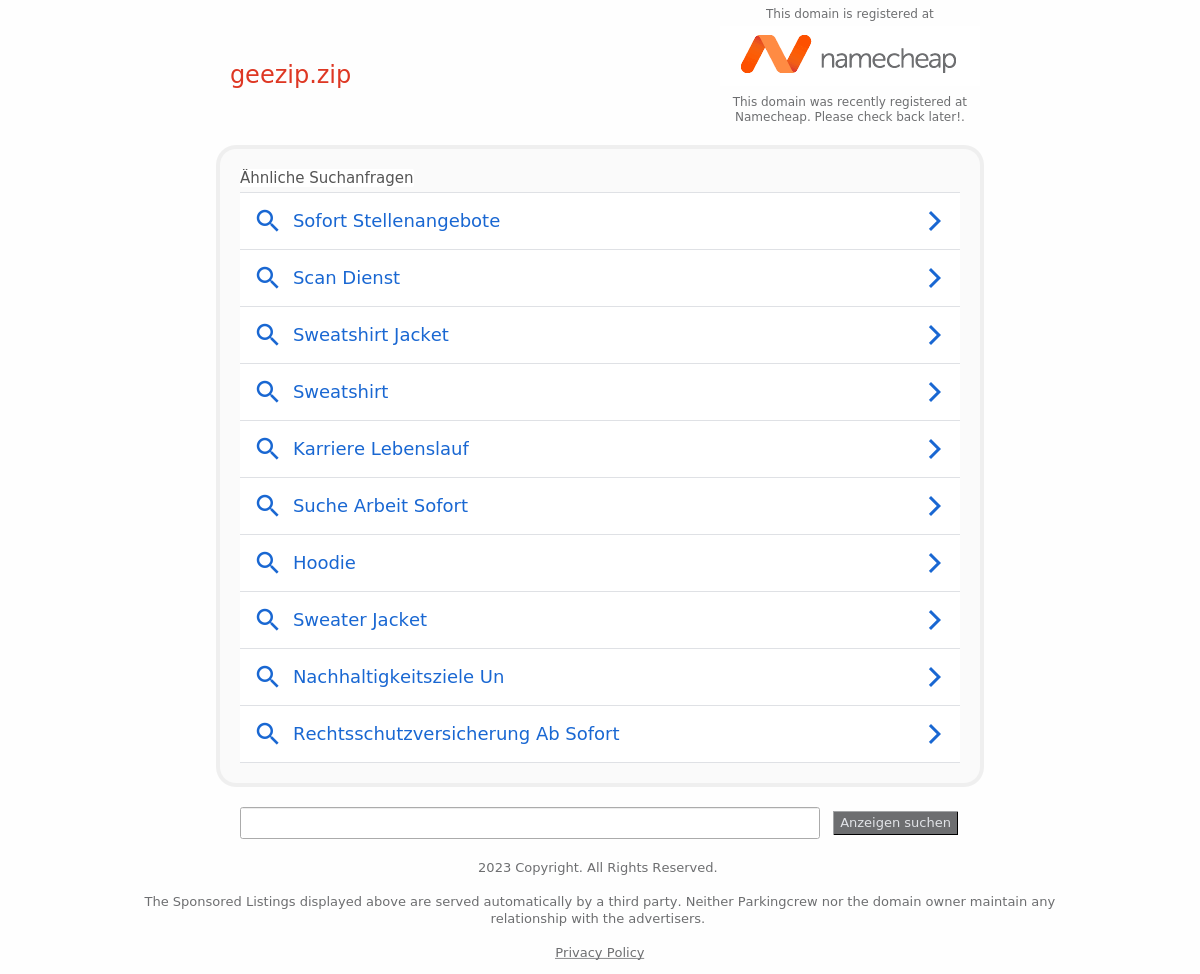 This domain is registered at
namecheap
geezip.zip
This domain was recently registered at
Namecheap. Please check back later!.
Ähnliche Suchanfragen
Sofort Stellenangebote
Scan Dienst
Sweatshirt Jacket
Sweatshirt
Karriere Lebenslauf
Suche Arbeit Sofort
Hoodie
Sweater Jacket
Nachhaltigkeitsziele Un
Rechtsschutzversicherung Ab Sofort
Anzeigen suchen
2023 Copyright. All Rights Reserved.
The Sponsored Listings displayed above are served automatically by a third party. Neither Parkingcrew nor the domain owner maintain any
relationship with the advertisers.
Privacy Policy